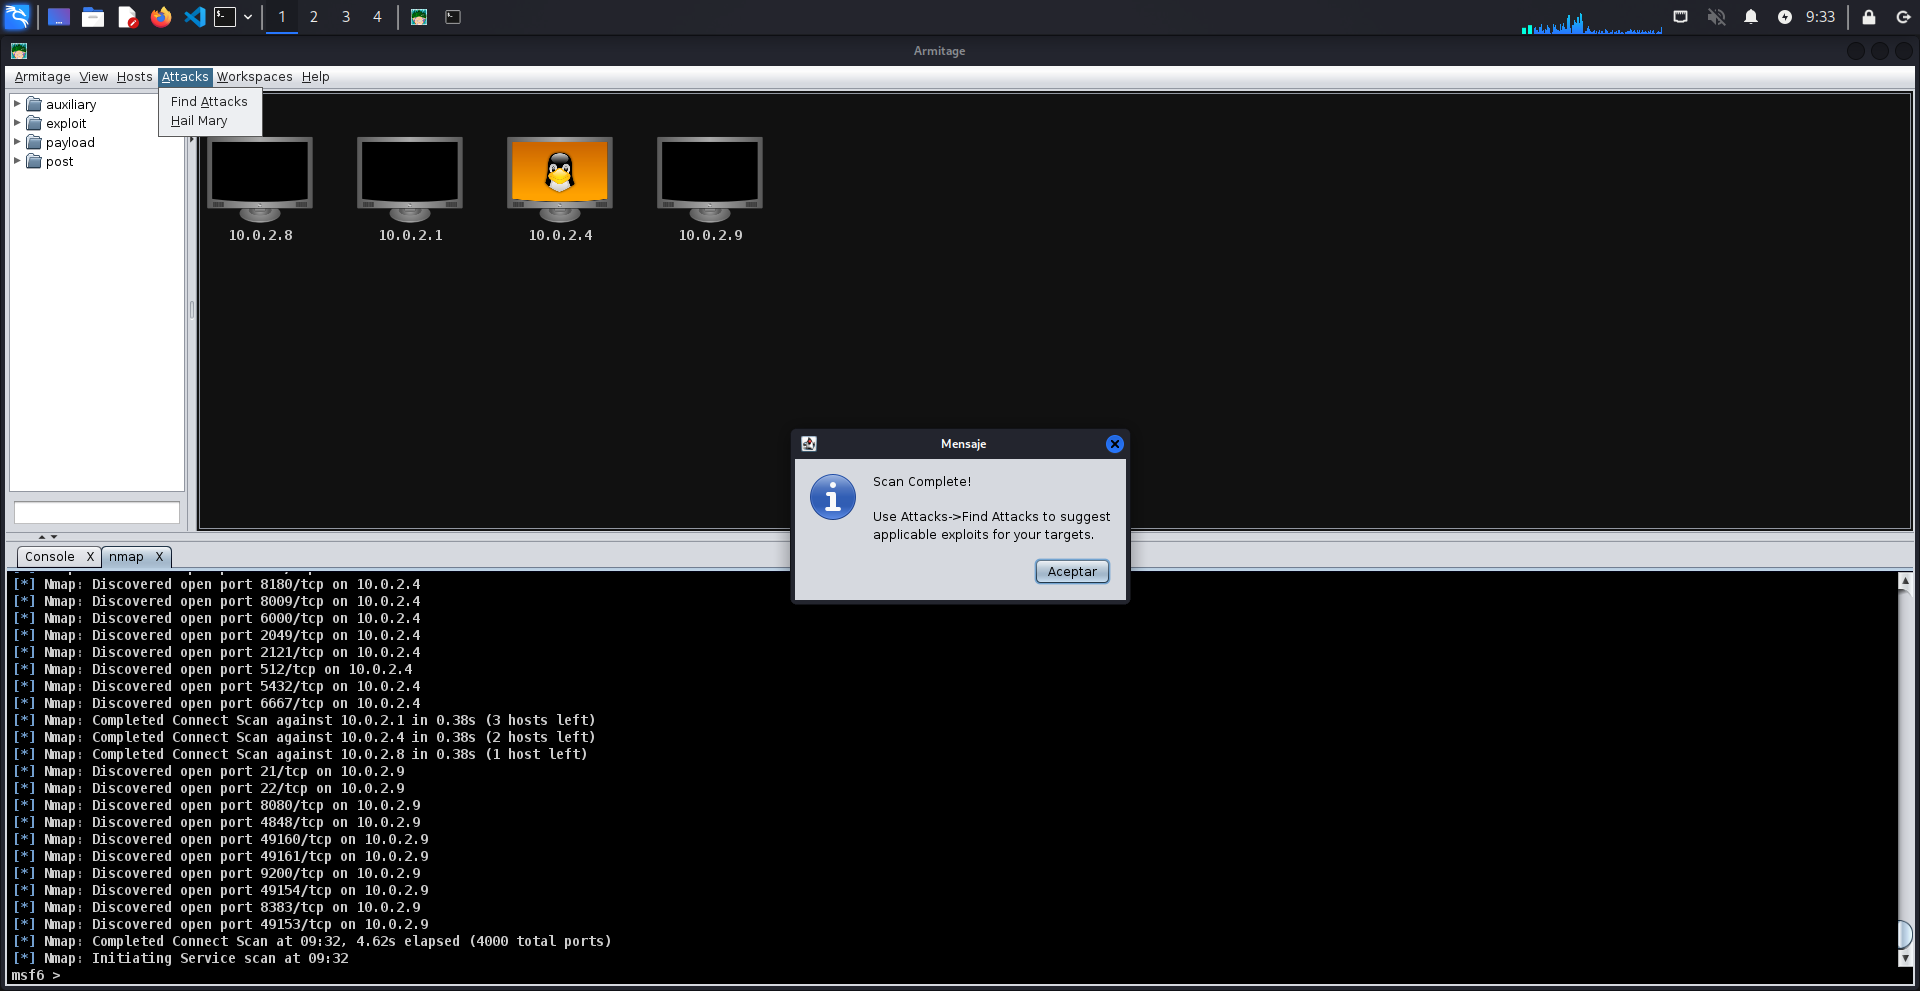 1 2 3 4
9:33
Armitage
Armitage View Hosts Attacks Workspaces Help
Find Attacks
Hail Mary
auxiliary
exploit
payload
post
10.0.2.8
10.0.2.1
10.0.2.4
10.0.2.9
Mensaje
Scan Complete!
Use Attacks->Find Attacks to suggest
applicable exploits for your targets.
Aceptar
Console X nmap X
[*] Nmap: Discovered open port 8180/tcp on 10.0.2.4
[*] Nmap: Discovered open port 8009/tcp on 10.0.2.4
[*] Nmap: Discovered open port 6000/tcp on 10.0.2.4
[*] Nmap: Discovered open port 2049/tcp on 10.0.2.4
[*] Nmap: Discovered open port 2121/tcp on 10.0.2.4
[*] Nmap: Discovered open port 512/tcp on 10.0.2.4
[*] Nmap: Discovered open port 5432/tcp on 10.0.2.4
[*] Nmap: Discovered open port 6667/tcp on 10.0.2.4
[*] Nmap: Completed Connect Scan against 10.0.2.1 in 0.38s (3 hosts left)
[*] Nmap: Completed Connect Scan against 10.0.2.4 in 0.38s (2 hosts left)
[*] Nmap: Completed Connect Scan against 10.0.2.8 in 0.38s (1 host left)
[*] Nmap: Discovered open port 21/tcp on 10.0.2.9
[*] Nmap: Discovered open port 22/tcp on 10.0.2.9
[*] Nmap: Discovered open port 8080/tcp on 10.0.2.9
[*] Nmap: Discovered open port 4848/tcp on 10.0.2.9
[*] Nmap: Discovered open port 49160/tcp on 10.0.2.9
[*] Nmap: Discovered open port 49161/tcp on 10.0.2.9
[*] Nmap: Discovered open port 9200/tcp on 10.0.2.9
[*] Nmap: Discovered open port 49154/tcp on 10.0.2.9
[*] Nmap: Discovered open port 8383/tcp on 10.0.2.9
[*] Nmap: Discovered open port 49153/tcp on 10.0.2.9
[*] Nmap: Completed Connect Scan at 09:32, 4.62s elapsed (4000 total ports)
[*] Nmap: Initiating Service scan at 09:32
msf6 >